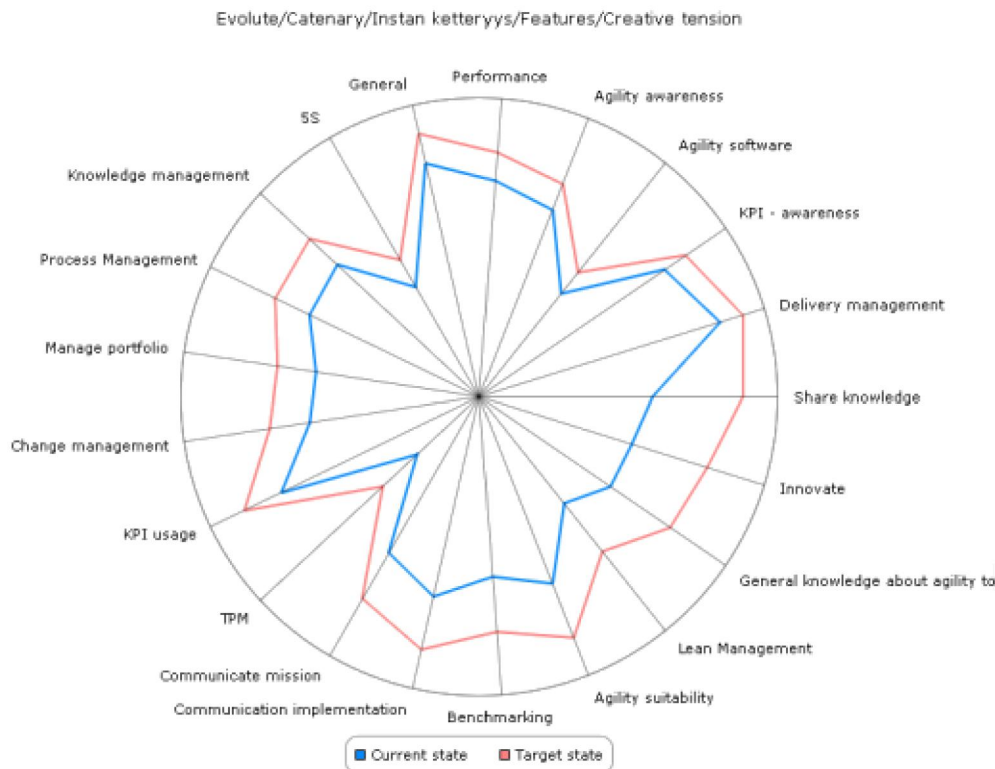 Evolute/Catenary/Instan ketteryys/Features/Creative tension
Performance
General
Agility awareness
5S
Agility software
Knowledge management
KPI - awareness
Process Management
Delivery management
Manage portfolio
Share knowledge
Change management
Innovate
KPI usage
General knowledge about agility to
TPM
Lean Management
Communicate mission
Agility suitability
Communication implementation
Benchmarking
Current state
Target state